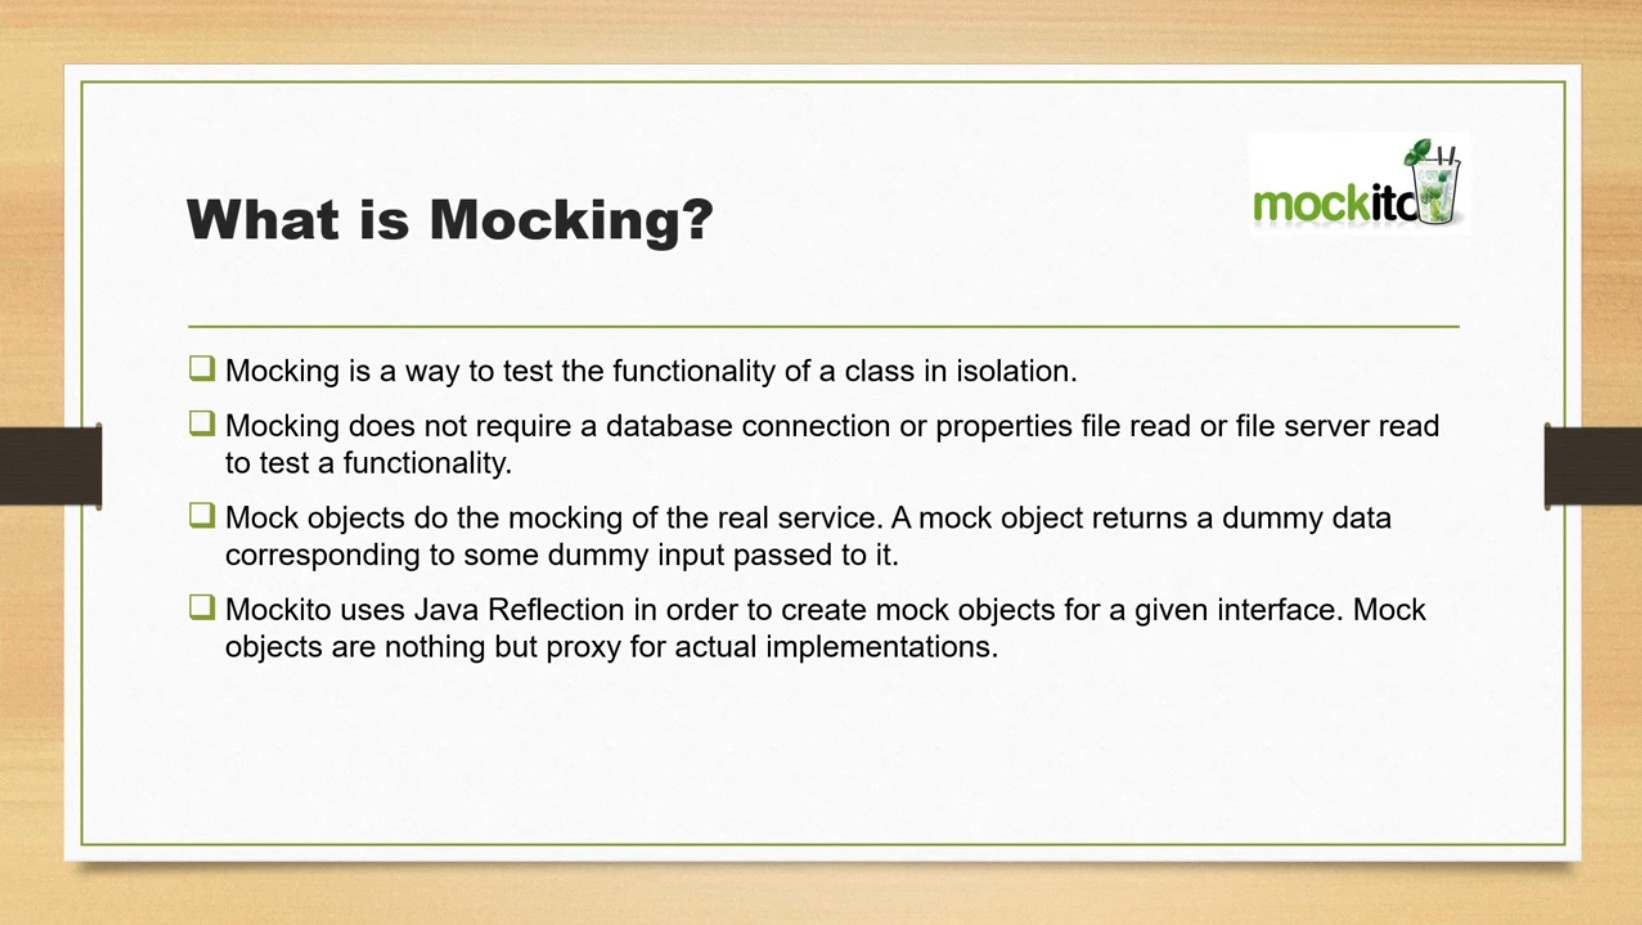 mockito
What is Mocking?
Mocking is a way to test the functionality of a class in isolation.
Mocking does not require a database connection or properties file read or file server read
to test a functionality.
Mock objects do the mocking of the real service. A mock object returns a dummy data
corresponding to some dummy input passed to it.
Mockito uses Java Reflection in order to create mock objects for a given interface. Mock
objects are nothing but proxy for actual implementations.